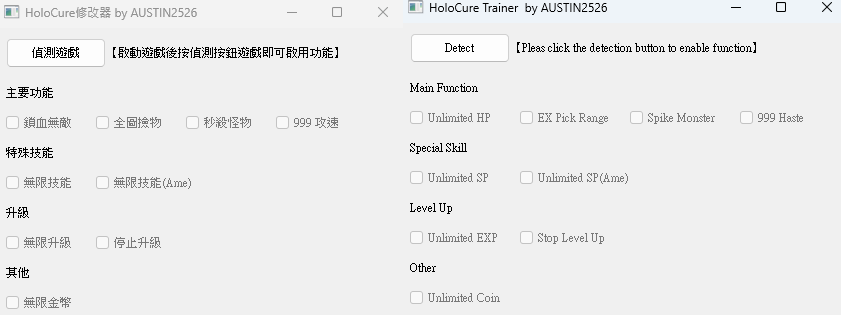 HoloCure修改器 by AUSTIN2526
偵測遊戲 【啟動遊戲後按偵測按鈕遊戲即可啟用功能】
主要功能
鎖血無敵 全圖撿物 秒殺怪物 999 攻速
特殊技能
無限技能 無限技能(Ame)
升級
無限升級 停止升級
其他
無限金幣
HoloCure Trainer by AUSTIN2526
Detect 【Pleas click the detection button to enable function】
Main Function
Unlimited HP EX Pick Range Spike Monster 999 Haste
Special Skill
Unlimited SP Unlimited SP(Ame)
Level Up
Unlimited EXP Stop Level Up
Other
Unlimited Coin